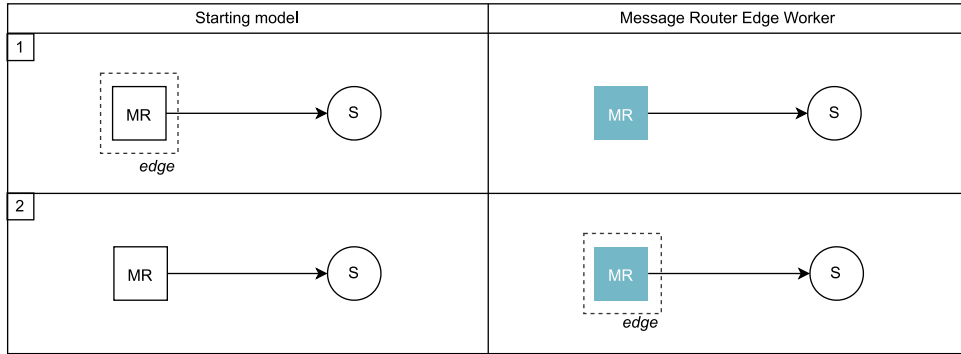 Starting model
Message Router Edge Worker
1
MR
S
edge
MR
S
2
MR
S
MR
S
edge